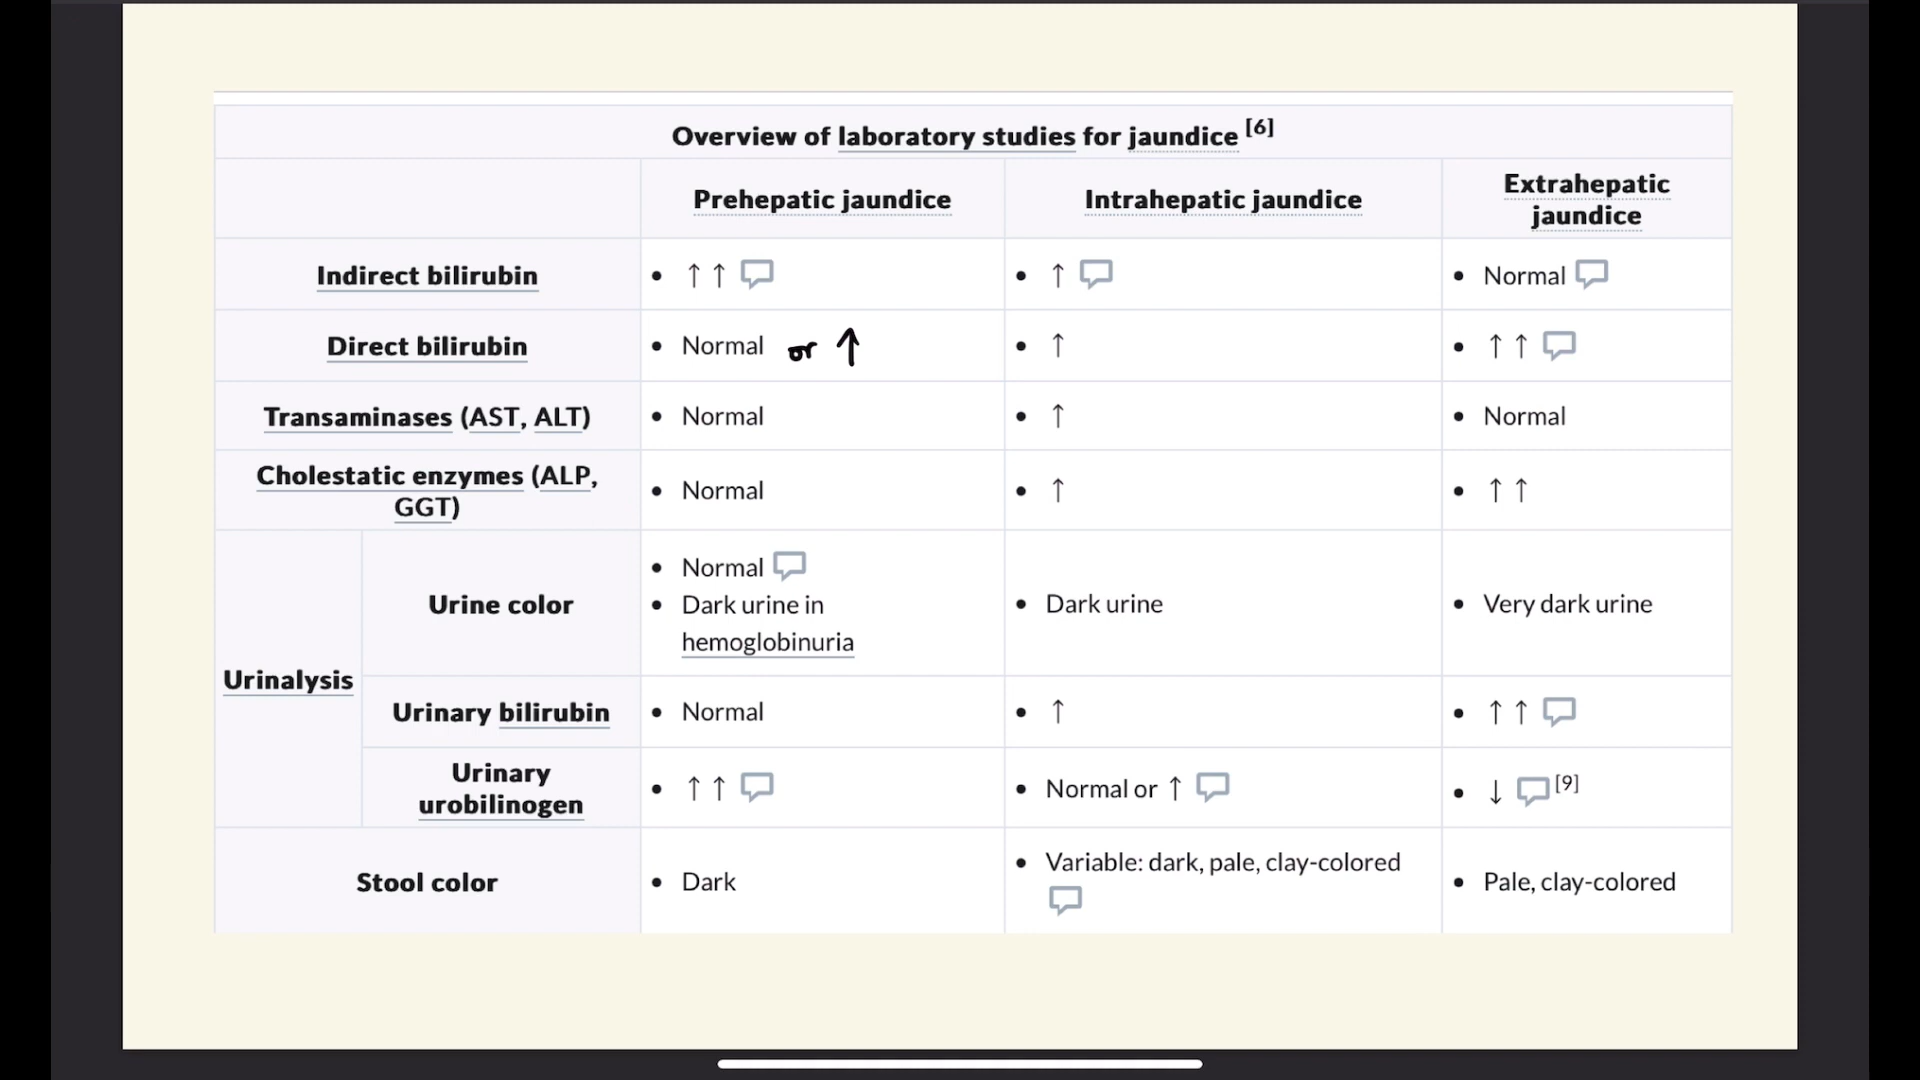 Overview of laboratory studies for jaundice [6]
Prehepatic jaundice
Intrahepatic jaundice
Extrahepatic
jaundice
Indirect bilirubin
• ↑ ↑
• ↑
• Normal
Direct bilirubin
• Normal or ↑
• ↑
• ↑ ↑
Transaminases (AST, ALT)
• Normal
• ↑
• Normal
Cholestatic enzymes (ALP,
GGT)
• Normal
• ↑
• ↑ ↑
Urinalysis
Urine color
• Normal
• Dark urine in
hemoglobinuria
• Dark urine
• Very dark urine
Urinary bilirubin
• Normal
• ↑
• ↑ ↑
Urinary
urobilinogen
• ↑ ↑
• Normal or ↑
• ↓ [9]
Stool color
• Dark
• Variable: dark, pale, clay-colored
• Pale, clay-colored